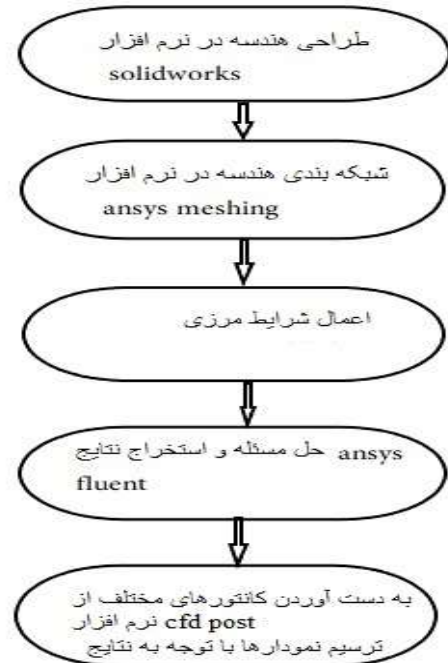 طراحی هندسه در نرم افزار
solidworks
شبکه بندی هندسه در نرم افزار
ansys meshing
اعمال شرایط مرزی
حل مسئله و استخراج نتایج ansys
fluent
به دست آوردن کانتورهای مختلف از
نرم افزار cfd post
ترسیم نمودارها با توجه به نتایج